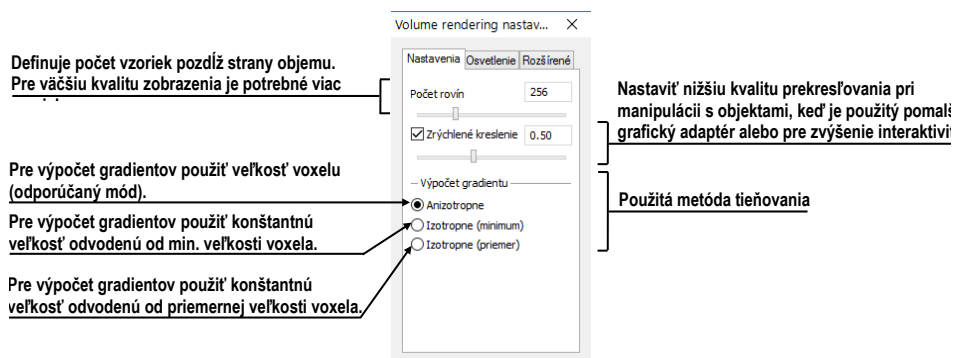 Volume rendering nastav...
Definuje počet vzoriek pozdĺž strany objemu.
Pre väčšiu kvalitu zobrazenia je potrebné viac
Nastavenia Osvetlenie Rozšírené
Počet rovín 256
Zrýchlené kreslenie 0.50
Nastaviť nižšiu kvalitu prekresľovania pri
manipulácii s objektami, keď je použitý pomalš
grafický adaptér alebo pre zvýšenie interaktivi
Pre výpočet gradientov použiť veľkosť voxelu
(odporúčaný mód).
Pre výpočet gradientov použiť konštantnú
veľkosť odvodenú od min. veľkosti voxela.
Pre výpočet gradientov použiť konštantnú
veľkosť odvodenú od priemernej veľkosti voxela.
Výpočet gradientu
Anizotropne
Izotropne (minimum)
Izotropne (priemer)
Použitá metóda tieňovania